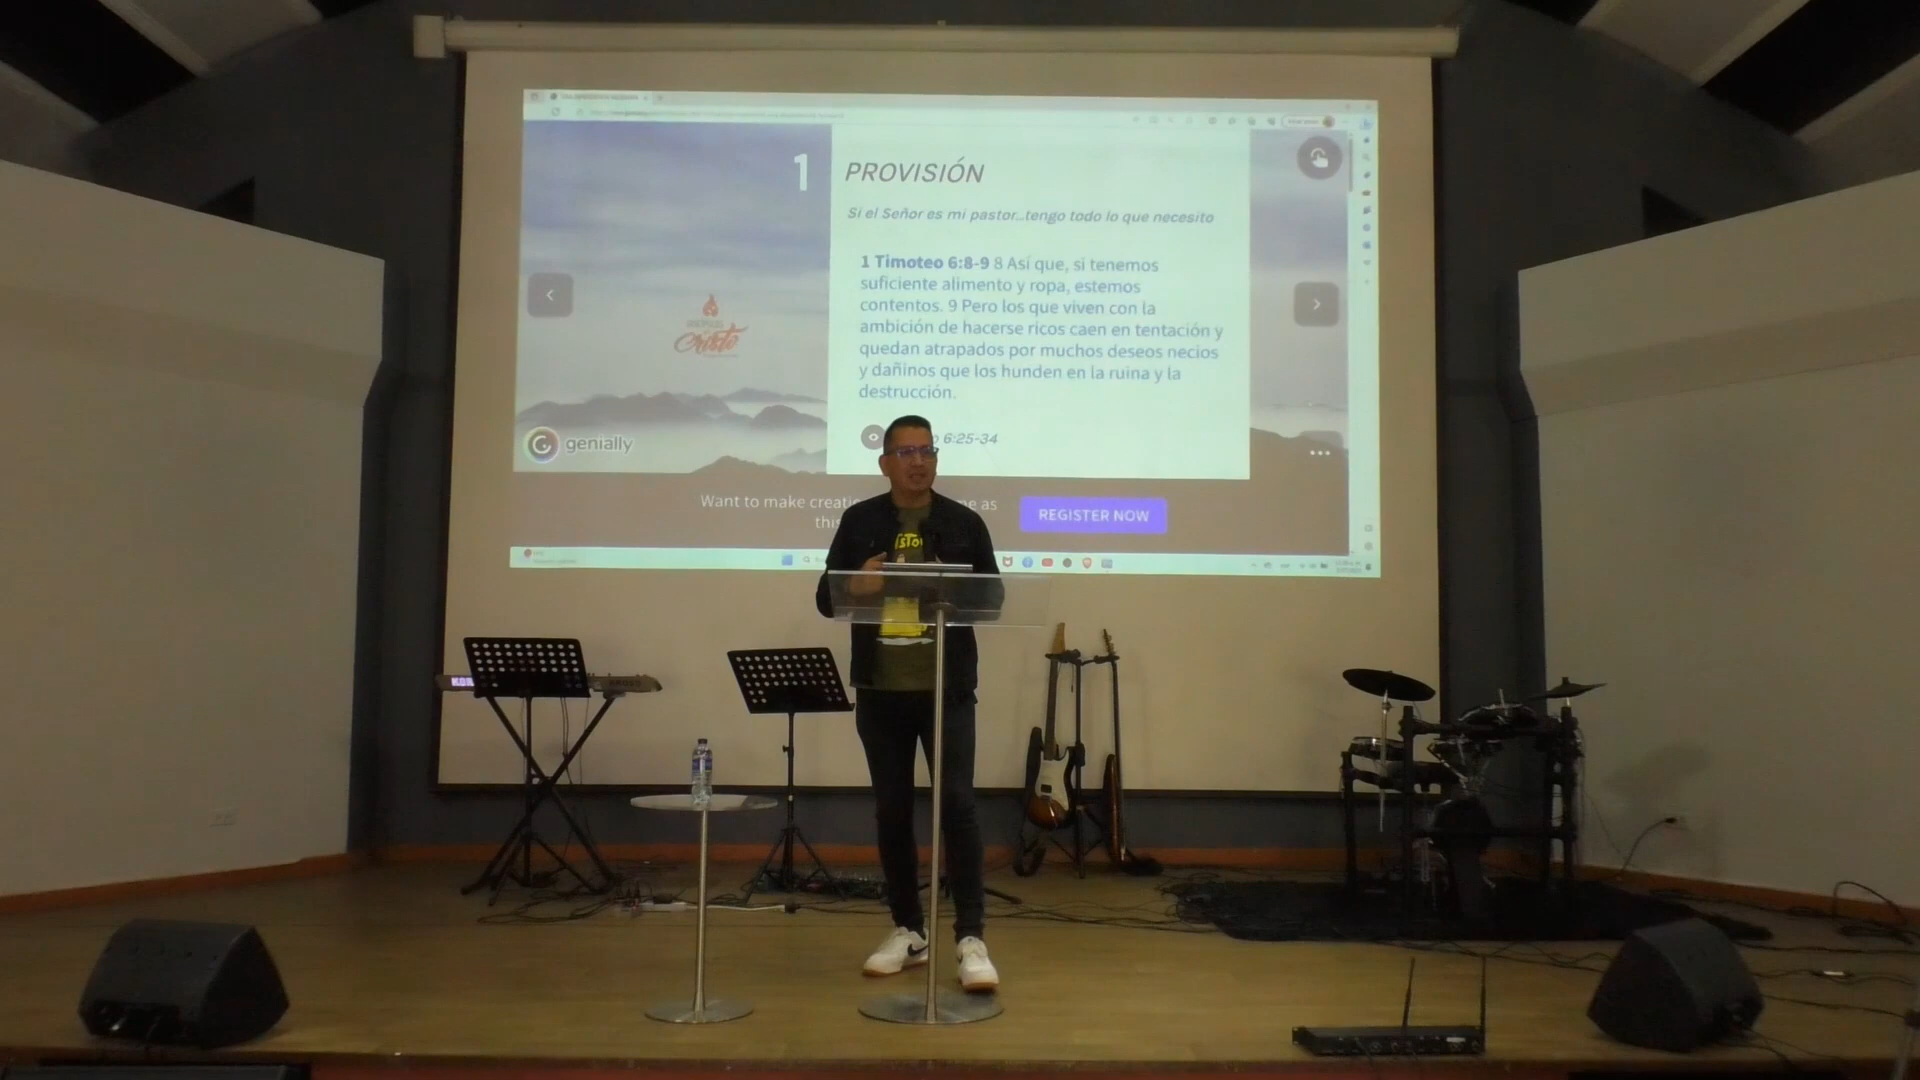 1
PROVISIÓN
Si el Señor es mi pastor...tengo todo lo que necesito
1 Timoteo 6:8-9 8 Así que, si tenemos
suficiente alimento y ropa, estemos
contentos. 9 Pero los que viven con la
ambición de hacerse ricos caen en tentación y
quedan atrapados por muchos deseos necios
y dañinos que los hunden en la ruina y la
destrucción.
6:25-34
Cristo
genially
Want to make creati
me as
this
REGISTER NOW